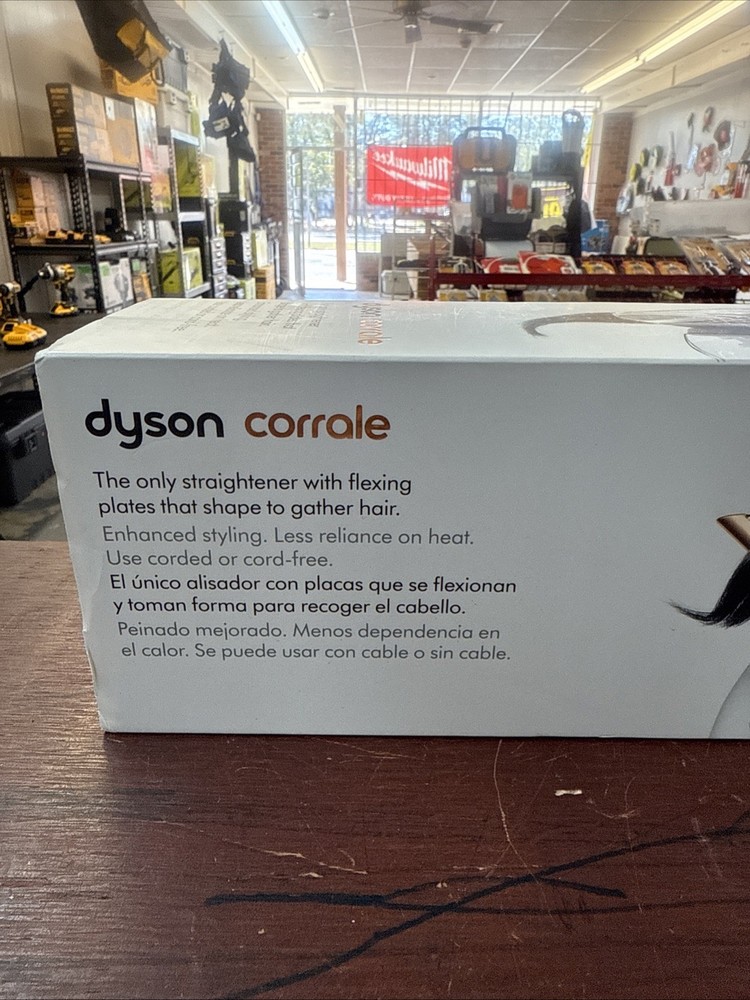 Milwaukee
dyson corrale
The only straightener with flexing
plates that shape to gather hair.
Enhanced styling. Less reliance on heat.
Use corded or cord-free.
El único alisador con placas que se flexionan
y toman forma para recoger el cabello.
Peinado mejorado. Menos dependencia en
el calor. Se puede usar con cable o sin cable.